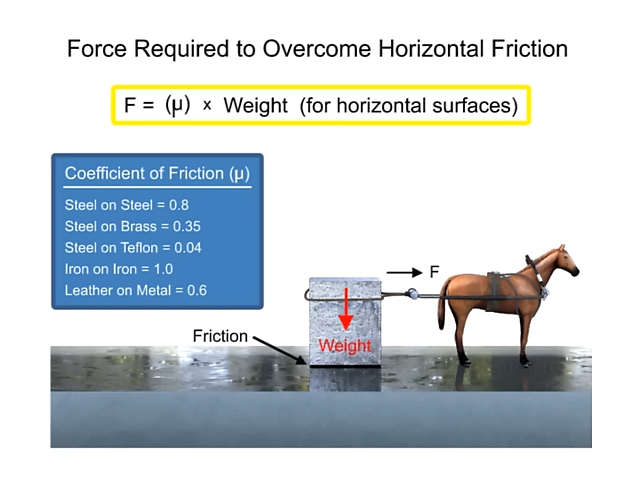 Force Required to Overcome Horizontal Friction
F = (μ) x Weight (for horizontal surfaces)
Coefficient of Friction (μ)
Steel on Steel = 0.8
Steel on Brass = 0.35
Steel on Teflon = 0.04
Iron on Iron = 1.0
Leather on Metal = 0.6
F
Weight
Friction